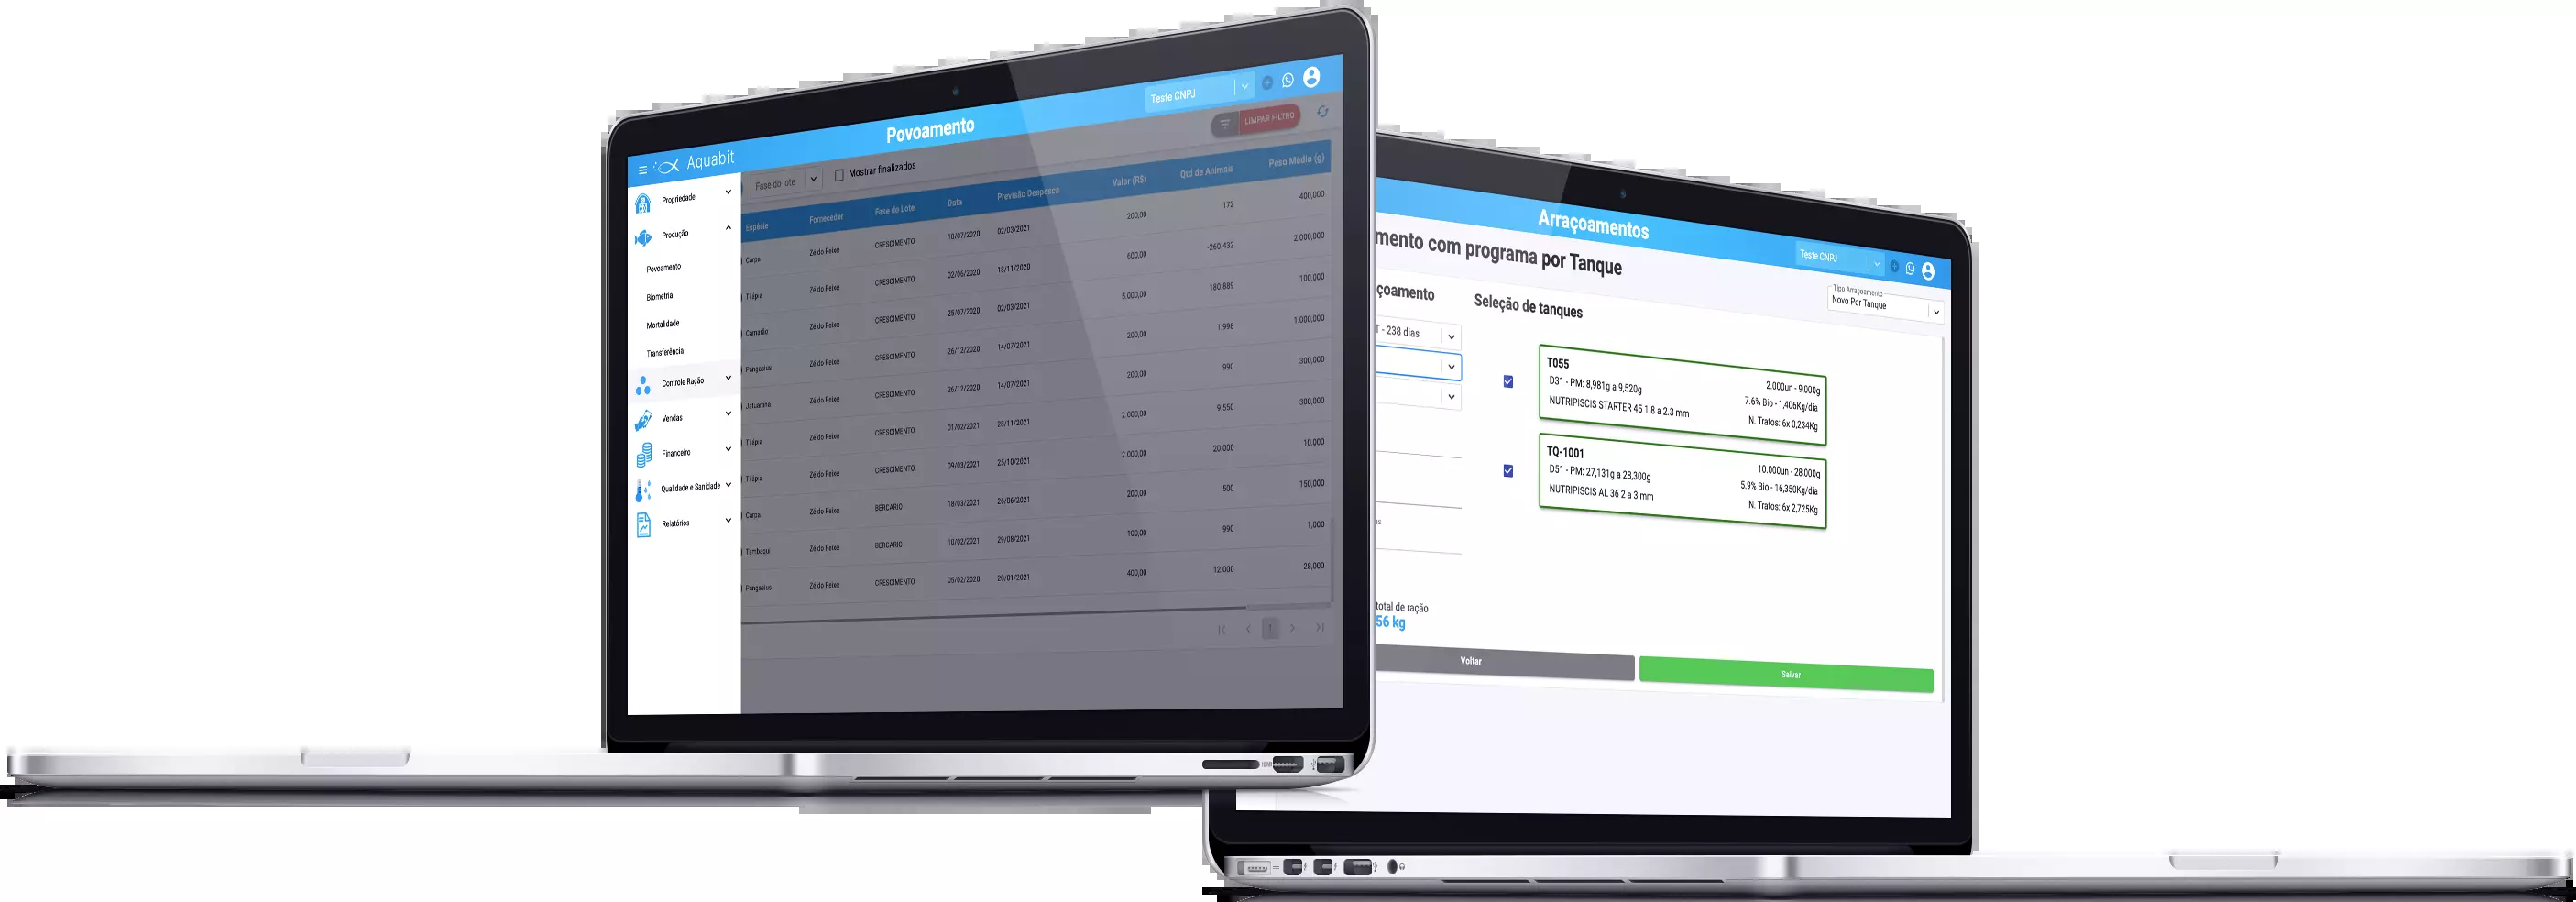 Aquabit
Povoamento
Teste CNPJ
Propriedade
Produção
Povoamento
Biometria
Mortalidade
Transferência
Controle Ração
Vendas
Financeiro
Qualidade e Sanidade
Relatórios
Fase do lote
Mostrar finalizados
LIMPAR FILTRO
Espécie Fornecedor Fase do Lote Data Previsão Despesca Valor (R$) Qtd de Animais Peso Médio (g)
Carpa Zé do Peixe CRESCIMENTO 10/07/2020 02/03/2021 200,00 172 400,000
Tilápia Zé do Peixe CRESCIMENTO 02/06/2020 18/11/2020 600,00 -260.432 2.000,000
Camarão Zé do Peixe CRESCIMENTO 25/07/2020 02/03/2021 5.000,00 180.889 100,000
Pangasius Zé do Peixe CRESCIMENTO 26/12/2020 14/07/2021 200,00 1.998 1.000,000
Jatuarana Zé do Peixe CRESCIMENTO 26/12/2020 14/07/2021 200,00 990 300,000
Tilápia Zé do Peixe CRESCIMENTO 01/02/2021 23/11/2021 2.000,00 9.550 300,000
Tilápia Zé do Peixe CRESCIMENTO 09/03/2021 25/10/2021 2.000,00 20.000 10,000
Carpa Zé do Peixe BERCARIO 18/03/2021 26/06/2021 200,00 500 150,000
Tambaqui Zé do Peixe BERCARIO 10/02/2021 29/08/2021 100,00 990 1,000
Pangasius Zé do Peixe CRESCIMENTO 05/02/2020 20/01/2021 400,00 12.000 28,000
1
HDMI
Arraçoamentos
Teste CNPJ
mento com programa por Tanque
Tipo Arraçoamento
Novo Por Tanque
çoamento
T - 238 dias
Seleção de tanques
T055
D31 - PM: 8,981g a 9,520g
NUTRIPISCIS STARTER 45 1.8 a 2.3 mm
2.000un - 9,000g
7.6% Bio - 1,406Kg/dia
N. Tratos: 6x 0,234Kg
TQ-1001
D51 - PM: 27,131g a 28,300g
NUTRIPISCIS AL 36 2 a 3 mm
10.000un - 28,000g
5.9% Bio - 16,350Kg/dia
N. Tratos: 6x 2,725Kg
total de ração
56 kg
Voltar
Salvar